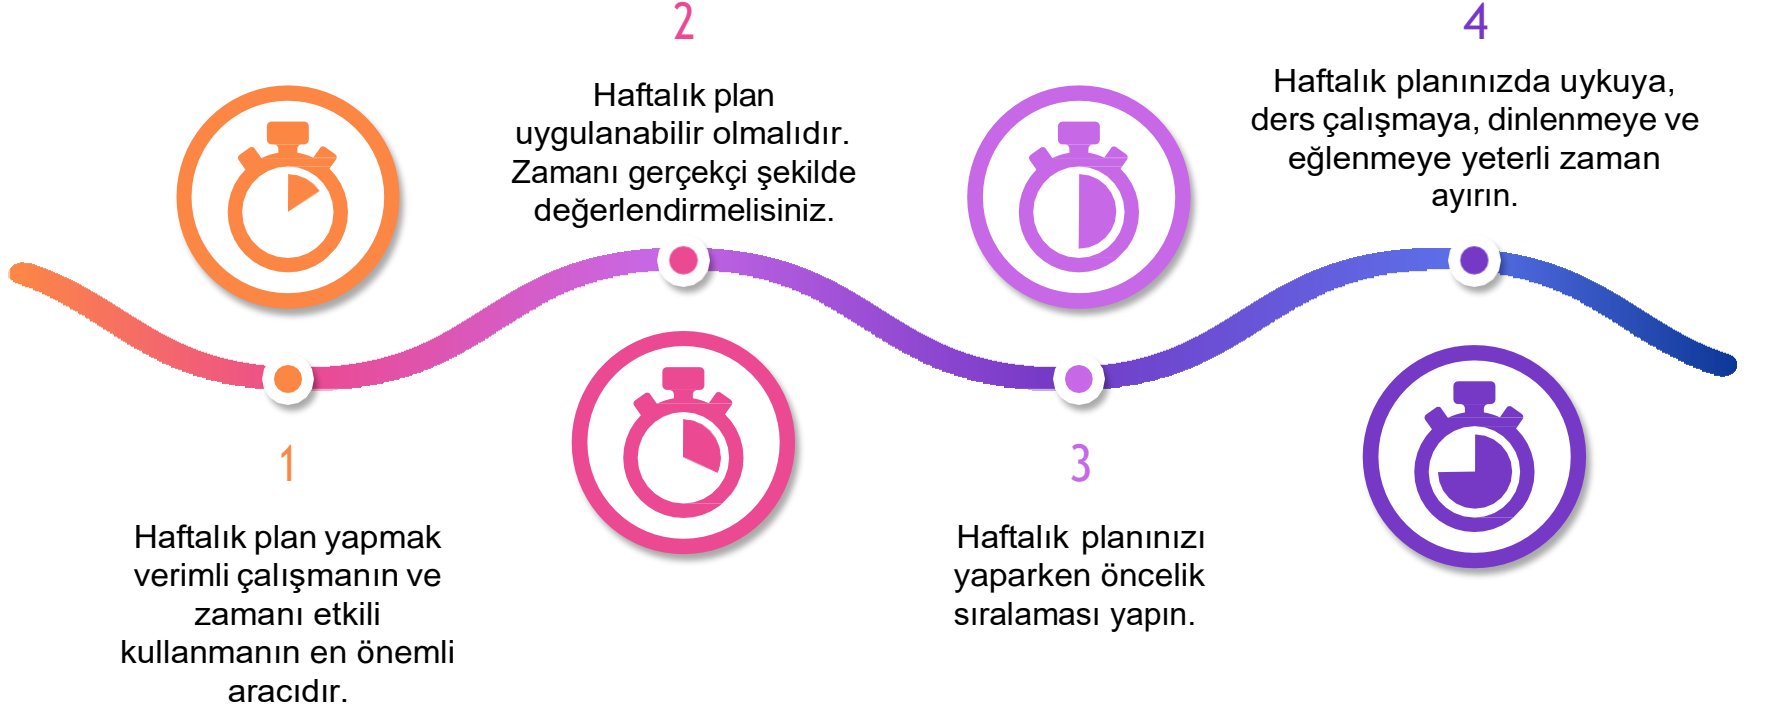 1
Haftalık plan yapmak
verimli çalışmanın ve
zamanı etkili
kullanmanın en önemli
aracıdır.
2
Haftalık plan
uygulanabilir olmalıdır.
Zamanı gerçekçi şekilde
değerlendirmelisiniz.
3
Haftalık planınızı
yaparken öncelik
sıralaması yapın.
4
Haftalık planınızda uykuya,
ders çalışmaya, dinlenmeye ve
eğlenmeye yeterli zaman
ayırın.